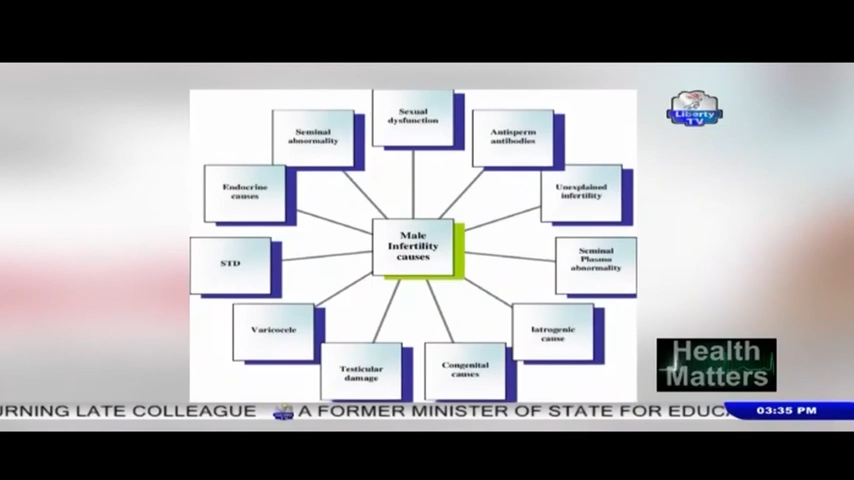 Sexual
dysfunction
Seminal
abnormality
Antisperm
antibodies
Endocrine
causes
Unexplained
infertility
Male
Infertility
causes
STD
Seminal
Plasma
abnormality
Varicocele
Iatrogenic
cause
Testicular
damage
Congenital
causes
Liberty
TV
Health
Matters
URNING LATE COLLEAGUE
A FORMER MINISTER OF STATE FOR EDUC
03:35 PM